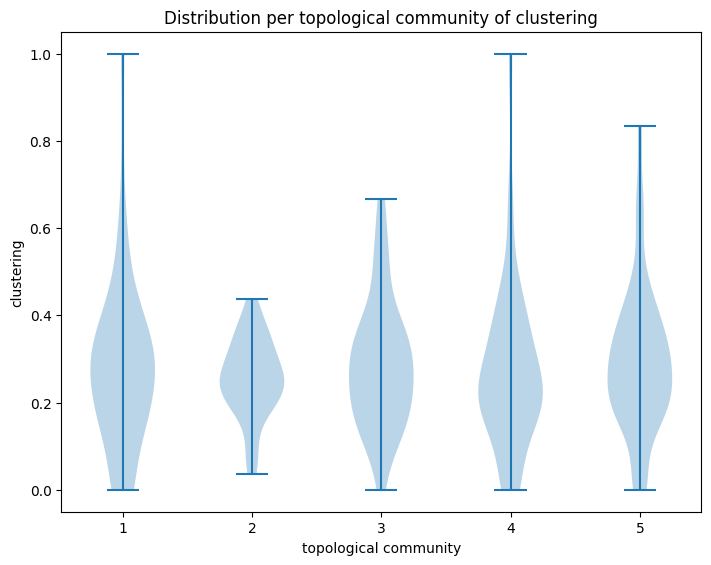 Distribution per topological community of clustering
1.0
0.8
0.6
0.4
0.2
0.0
clustering
1 2 3 4 5
topological community